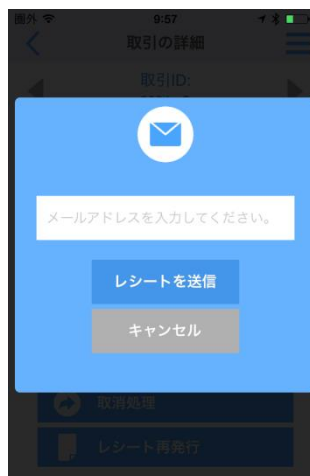 圏外 9:57
取引の詳細
取引ID:
メールアドレスを入力してください。
レシートを送信
キャンセル
取消処理
レシート再発行